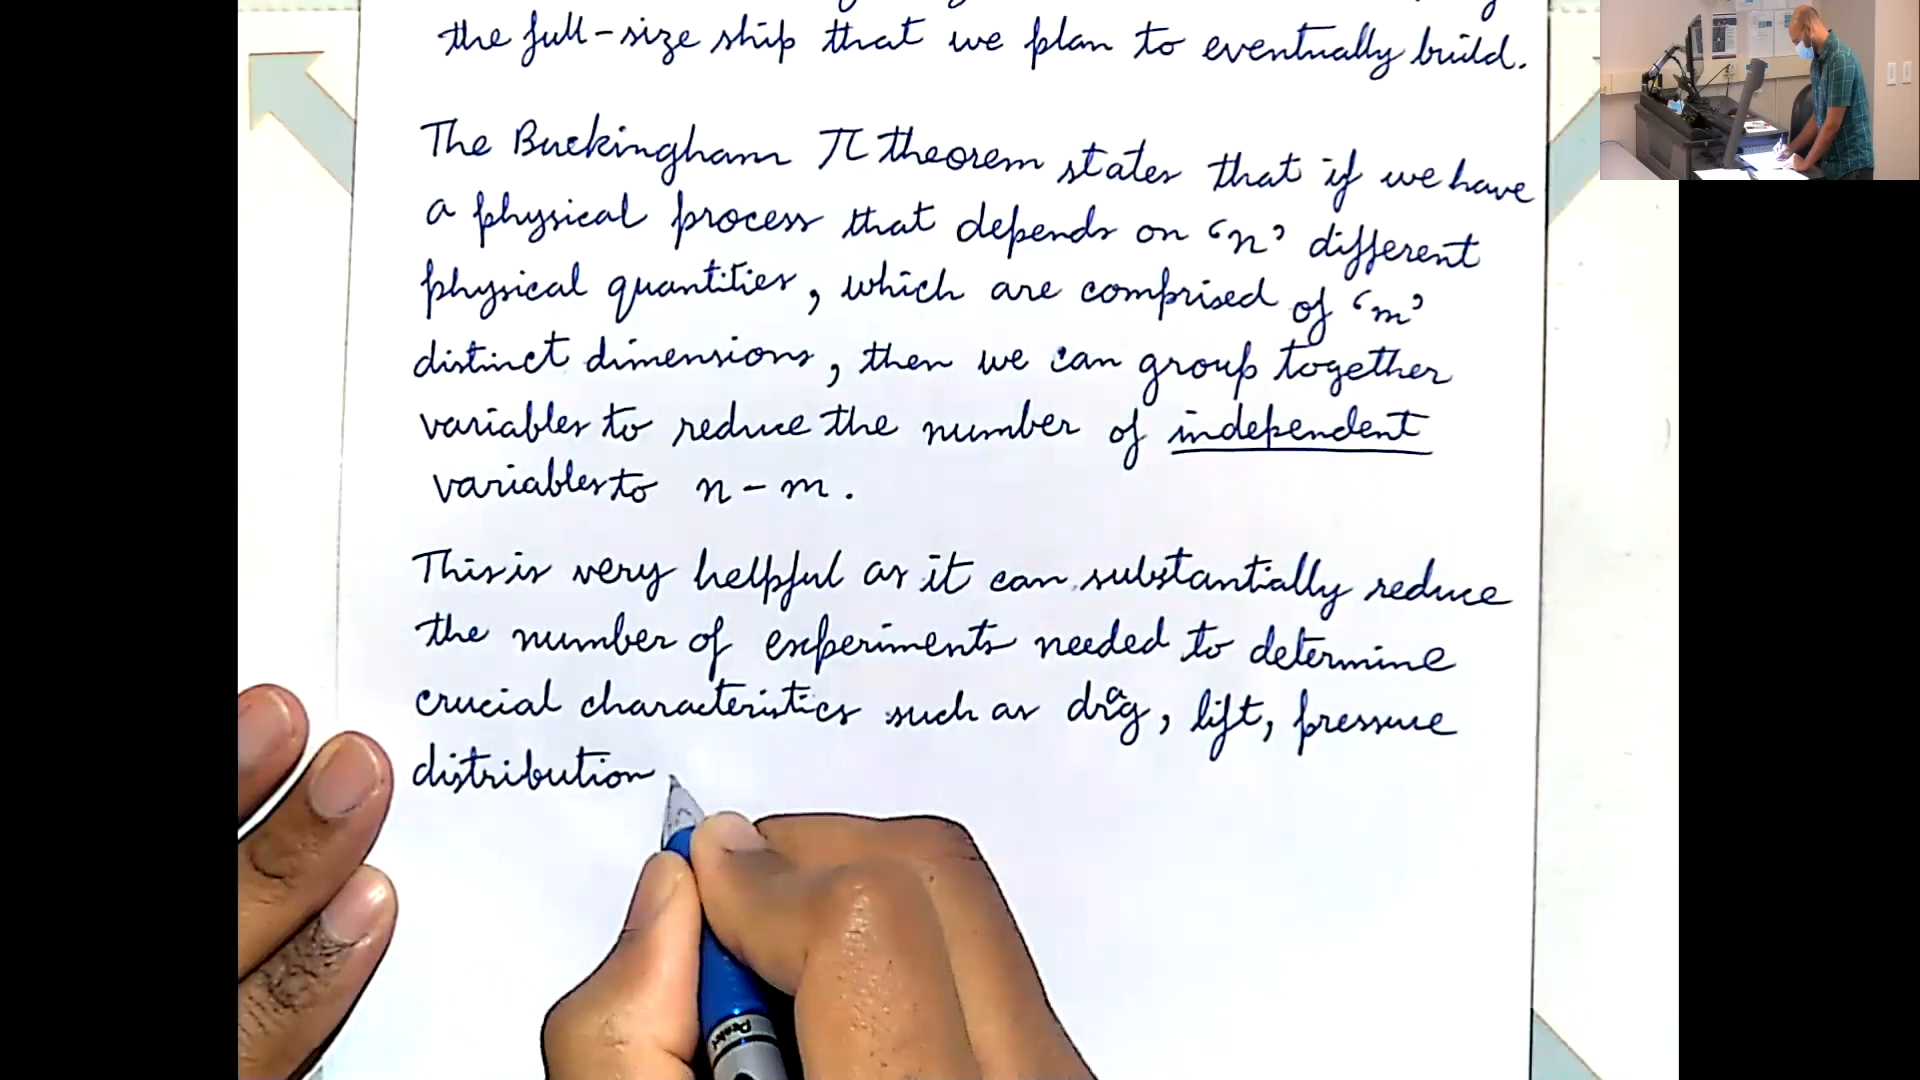 the full-size ship that we plan to eventually build.
The Buckingham π theorem states that if we have
a physical process that depends on 'n' different
physical quantities, which are comprised of 'm'
distinct dimensions, then we can group together
variables to reduce the number of independent
variables to n - m.
This is very helpful as it can substantially reduce
the number of experiments needed to determine
crucial characteristics such as drag, lift, pressure
distribution
Pentel